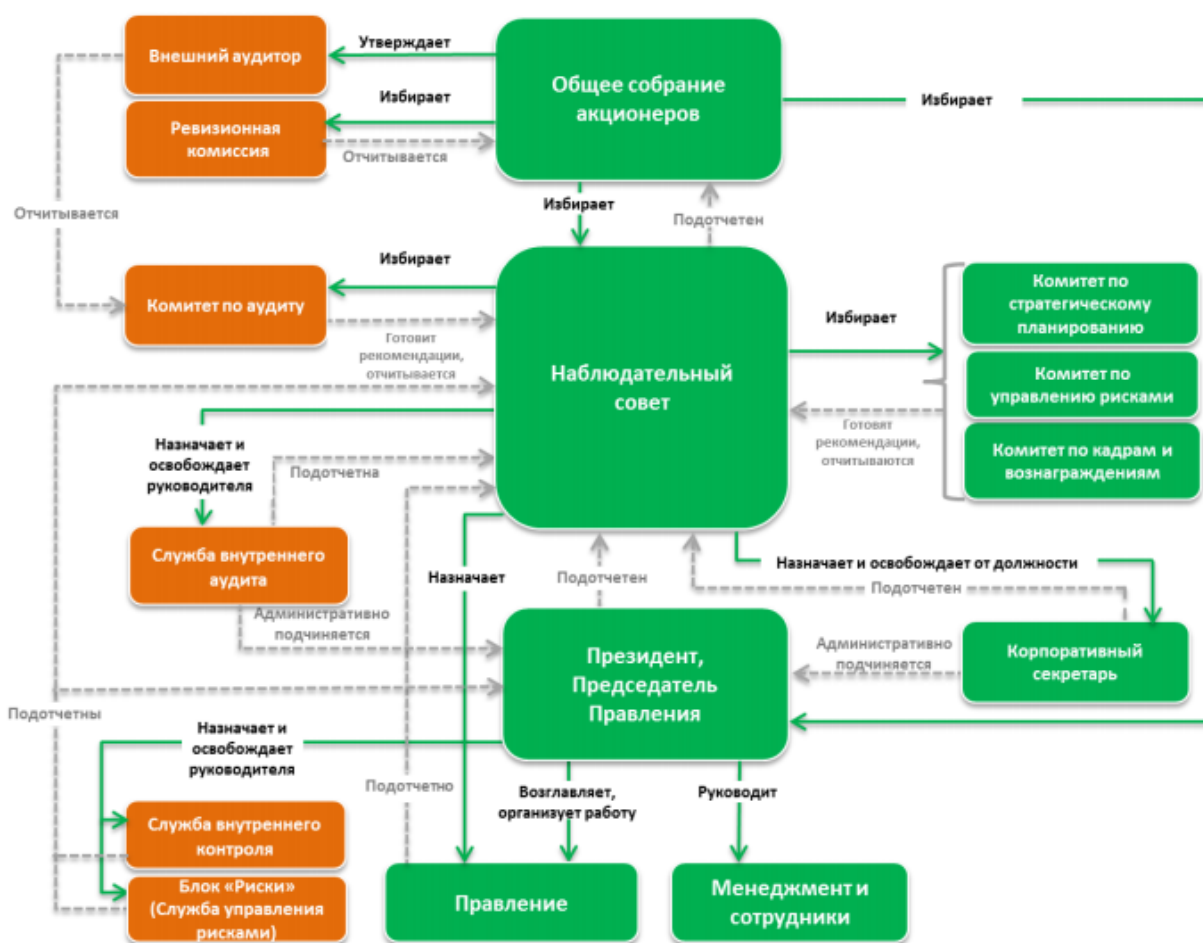 Внешний аудитор
Утверждает
Общее собрание
акционеров
Избирает
Избирает
Ревизионная
комиссия
Отчитывается
Отчитывается
Избирает
Подотчетен
Комитет по аудиту
Избирает
Готовит
рекомендации,
отчитывается
Наблюдательный
совет
Избирает
Комитет по
стратегическому
планированию
Комитет по
управлению рисками
Комитет по кадрам и
вознаграждениям
Готовят
рекомендации,
отчитываются
Назначает и
освобождает
руководителя
Подотчетна
Служба внутреннего
аудита
Административно
подчиняется
Назначает
Подотчетен
Назначает и освобождает от должности
Подотчетен
Административно
подчиняется
Корпоративный
секретарь
Президент,
Председатель
Правления
Подотчетны
Назначает и
освобождает
руководителя
Подотчетно
Возглавляет,
организует работу
Руководит
Служба внутреннего
контроля
Блок «Риски»
(Служба управления
рисками)
Правление
Менеджмент и
сотрудники